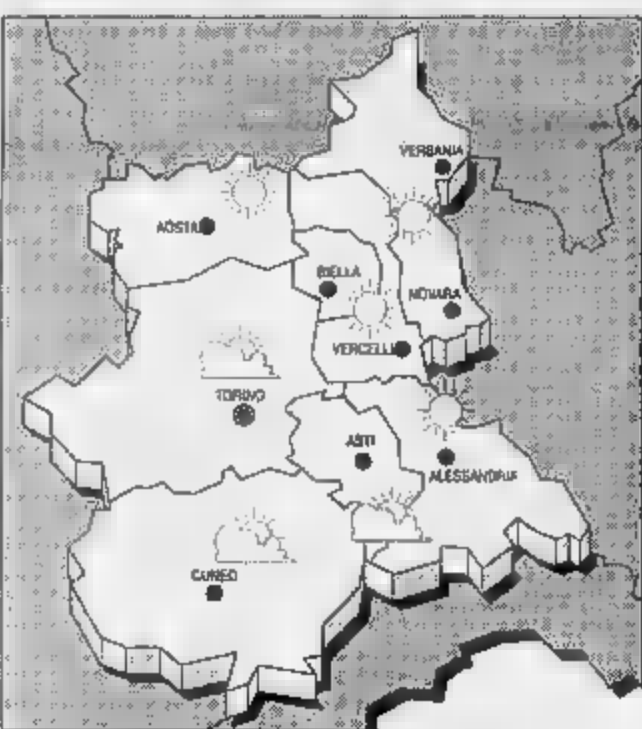 VERBANIA
AOSTA
BIELLA
NOVARA
VERCELLI
TORINO
ASTI
ALESSANDRIA
CUNEO